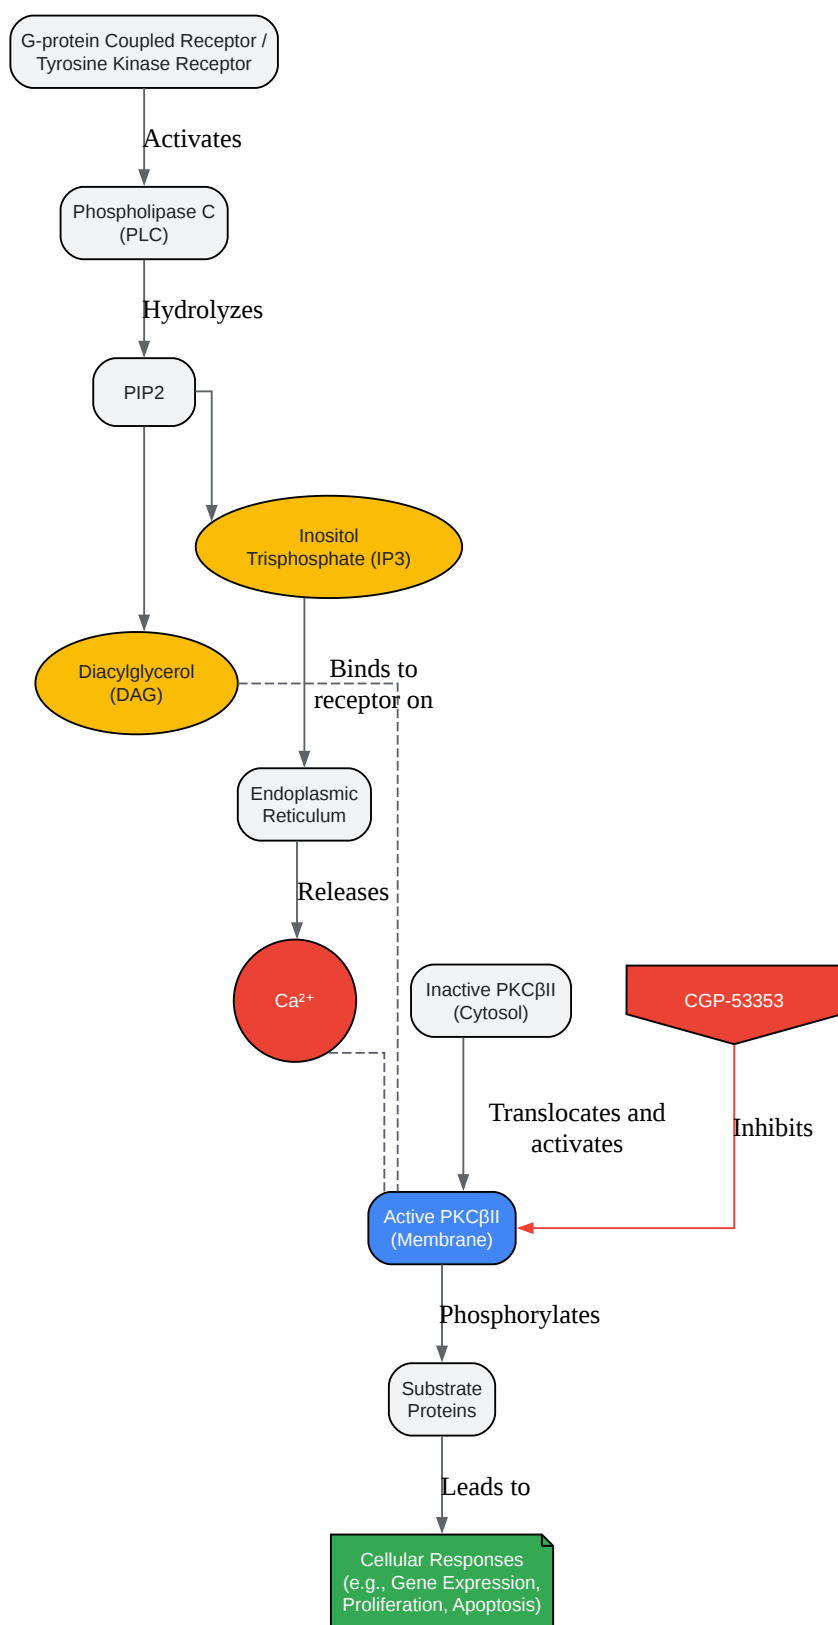 G-protein Coupled Receptor /
Tyrosine Kinase Receptor
Activates
Phospholipase C
(PLC)
Hydrolyzes
PIP2
Inositol
Trisphosphate (IP3)
Diacylglycerol
(DAG)
Binds to
receptor on
Endoplasmic
Reticulum
Releases
Ca²⁺
Inactive PKCβII
(Cytosol)
CGP-53353
Translocates and
activates
Inhibits
Active PKCβII
(Membrane)
Phosphorylates
Substrate
Proteins
Leads to
Cellular Responses
(e.g., Gene Expression,
Proliferation, Apoptosis)